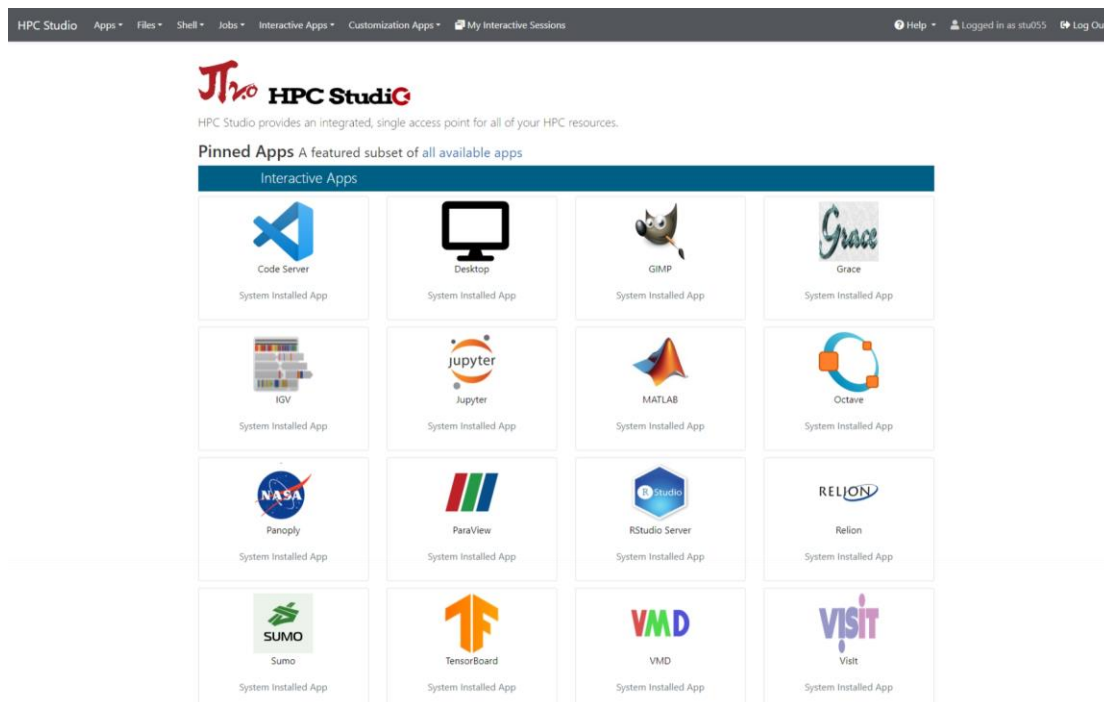 HPC Studio Apps Files Shell Jobs Interactive Apps Customization Apps My Interactive Sessions Help Logged in as stu055 Log Ou
π2.0 HPC Studio
HPC Studio provides an integrated, single access point for all of your HPC resources.
Pinned Apps A featured subset of all available apps
Interactive Apps
Grace
Code Server Desktop GIMP Grace
System Installed App System Installed App System Installed App System Installed App
jupyter
IGV Jupyter MATLAB Octave
System Installed App System Installed App System Installed App System Installed App
NASA R Studio RELION
Panoply ParaView RStudio Server Relion
System Installed App System Installed App System Installed App System Installed App
SUMO VMD VISIT
Sumo TensorBoard VMD VisIt
System Installed App System Installed App System Installed App System Installed App